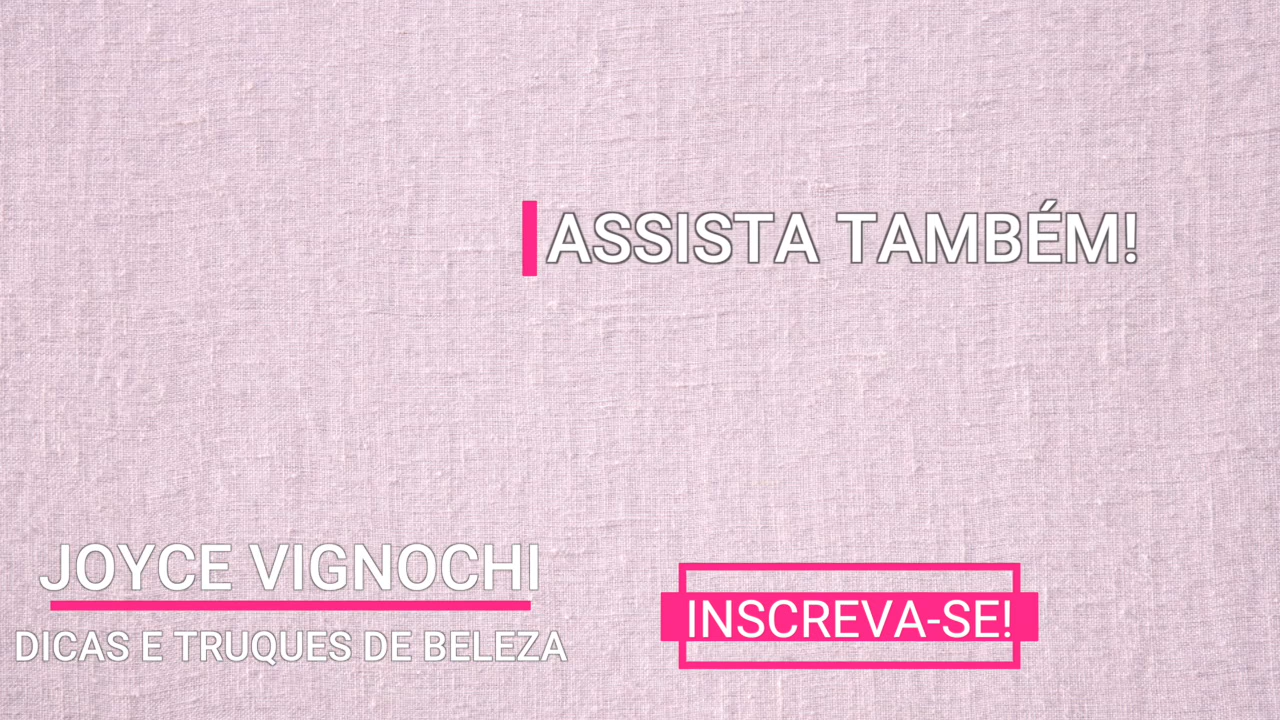 ASSISTA TAMBÉM!
JOYCE VIGNOCHI
DICAS E TRUQUES DE BELEZA
INSCREVA-SE!